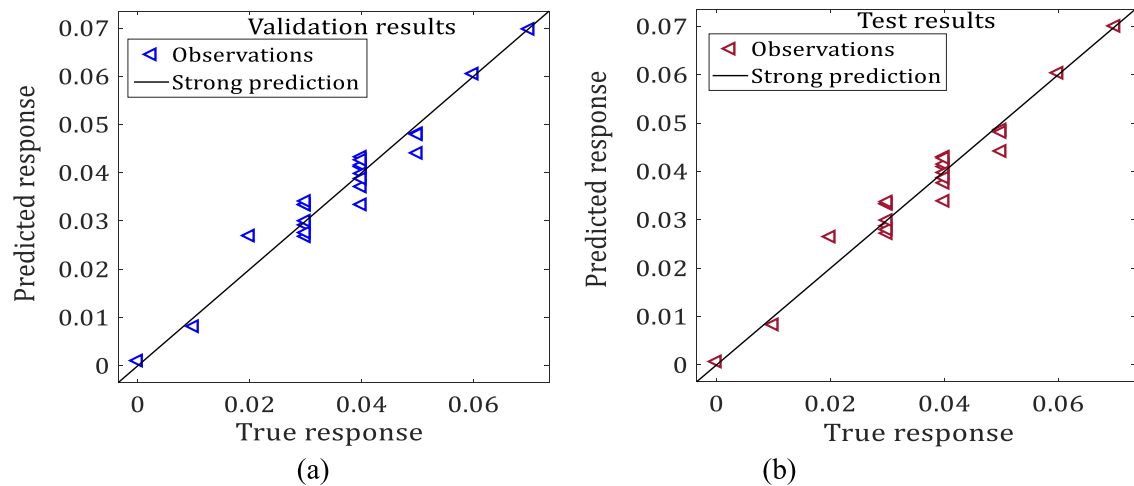 Validation results
Observations
Strong prediction
0.07
0.06
0.05
0.04
0.03
0.02
0.01
0
Predicted response
0
0.02
0.04
0.06
True response
(a)
Test results
Observations
Strong prediction
0.07
0.06
0.05
0.04
0.03
0.02
0.01
0
Predicted response
0
0.02
0.04
0.06
True response
(b)